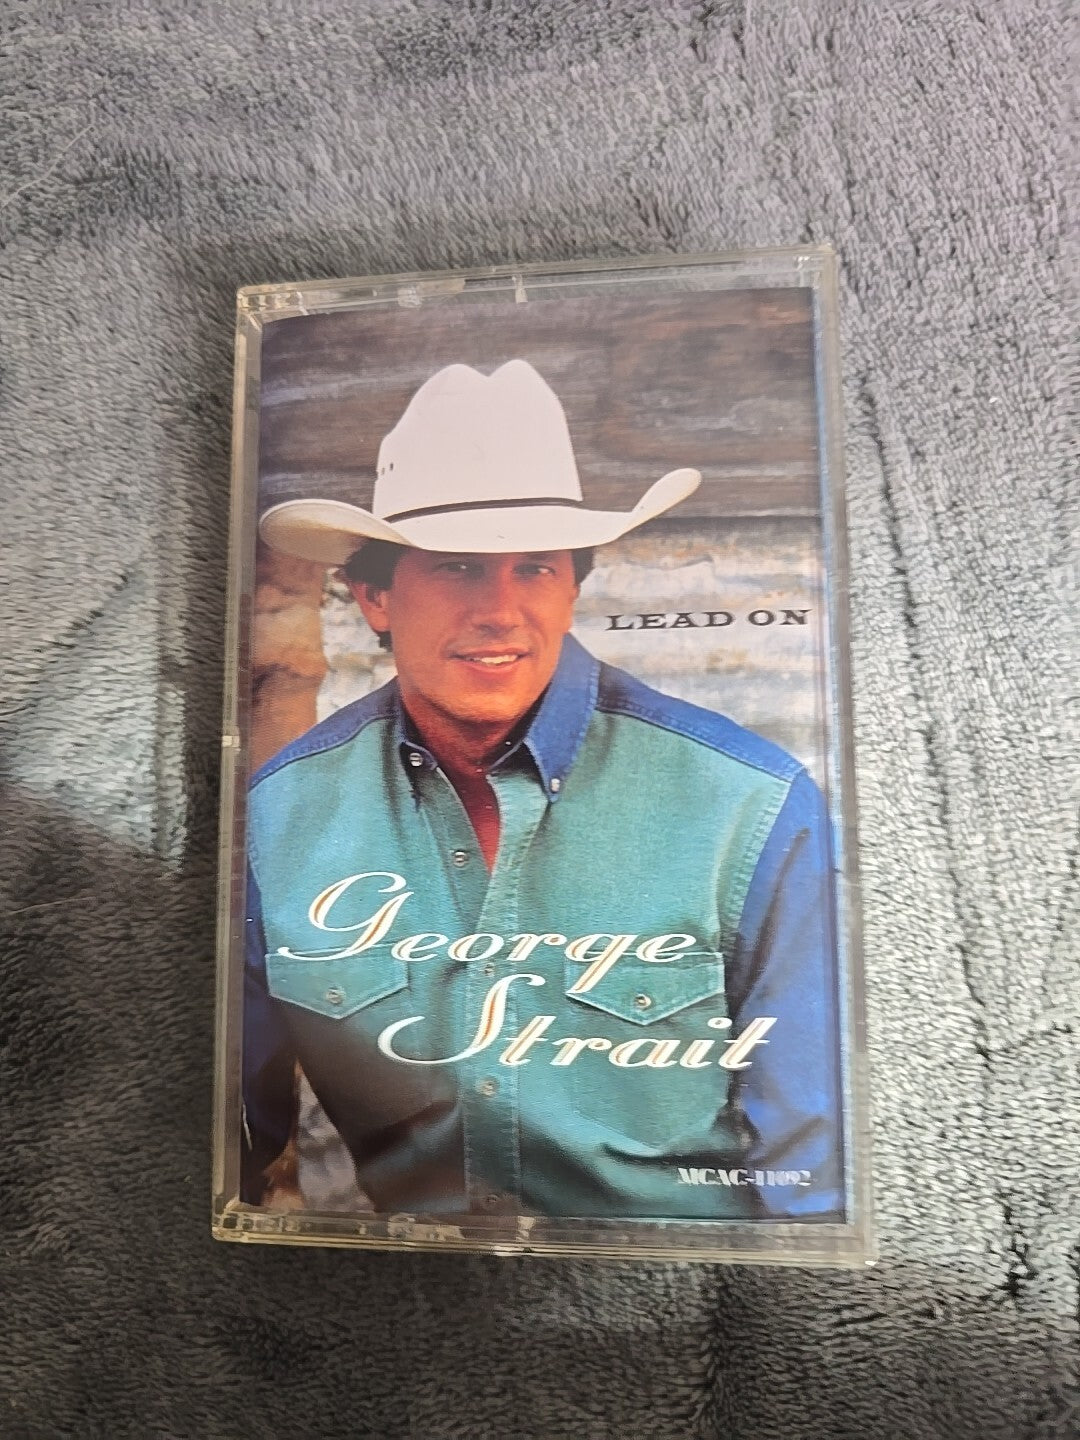 LEAD ON
George
Strait
MCAC-11092